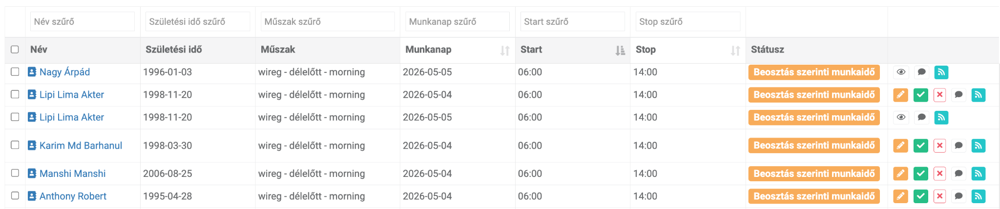 Név szűrő Születési idő szűrő Műszak szűrő Munkanap szűrő Start szűrő Stop szűrő
Név Születési idő Műszak Munkanap Start Stop Státusz
Nagy Árpád 1996-01-03 wireg - délelőtt - morning 2026-05-05 06:00 14:00 Beosztás szerinti munkaidő
Lipi Lima Akter 1998-11-20 wireg - délelőtt - morning 2026-05-04 06:00 14:00 Beosztás szerinti munkaidő
Lipi Lima Akter 1998-11-20 wireg - délelőtt - morning 2026-05-05 06:00 14:00 Beosztás szerinti munkaidő
Karim Md Barhanul 1998-03-30 wireg - délelőtt - morning 2026-05-04 06:00 14:00 Beosztás szerinti munkaidő
Manshi Manshi 2006-08-25 wireg - délelőtt - morning 2026-05-04 06:00 14:00 Beosztás szerinti munkaidő
Anthony Robert 1995-04-28 wireg - délelőtt - morning 2026-05-04 06:00 14:00 Beosztás szerinti munkaidő